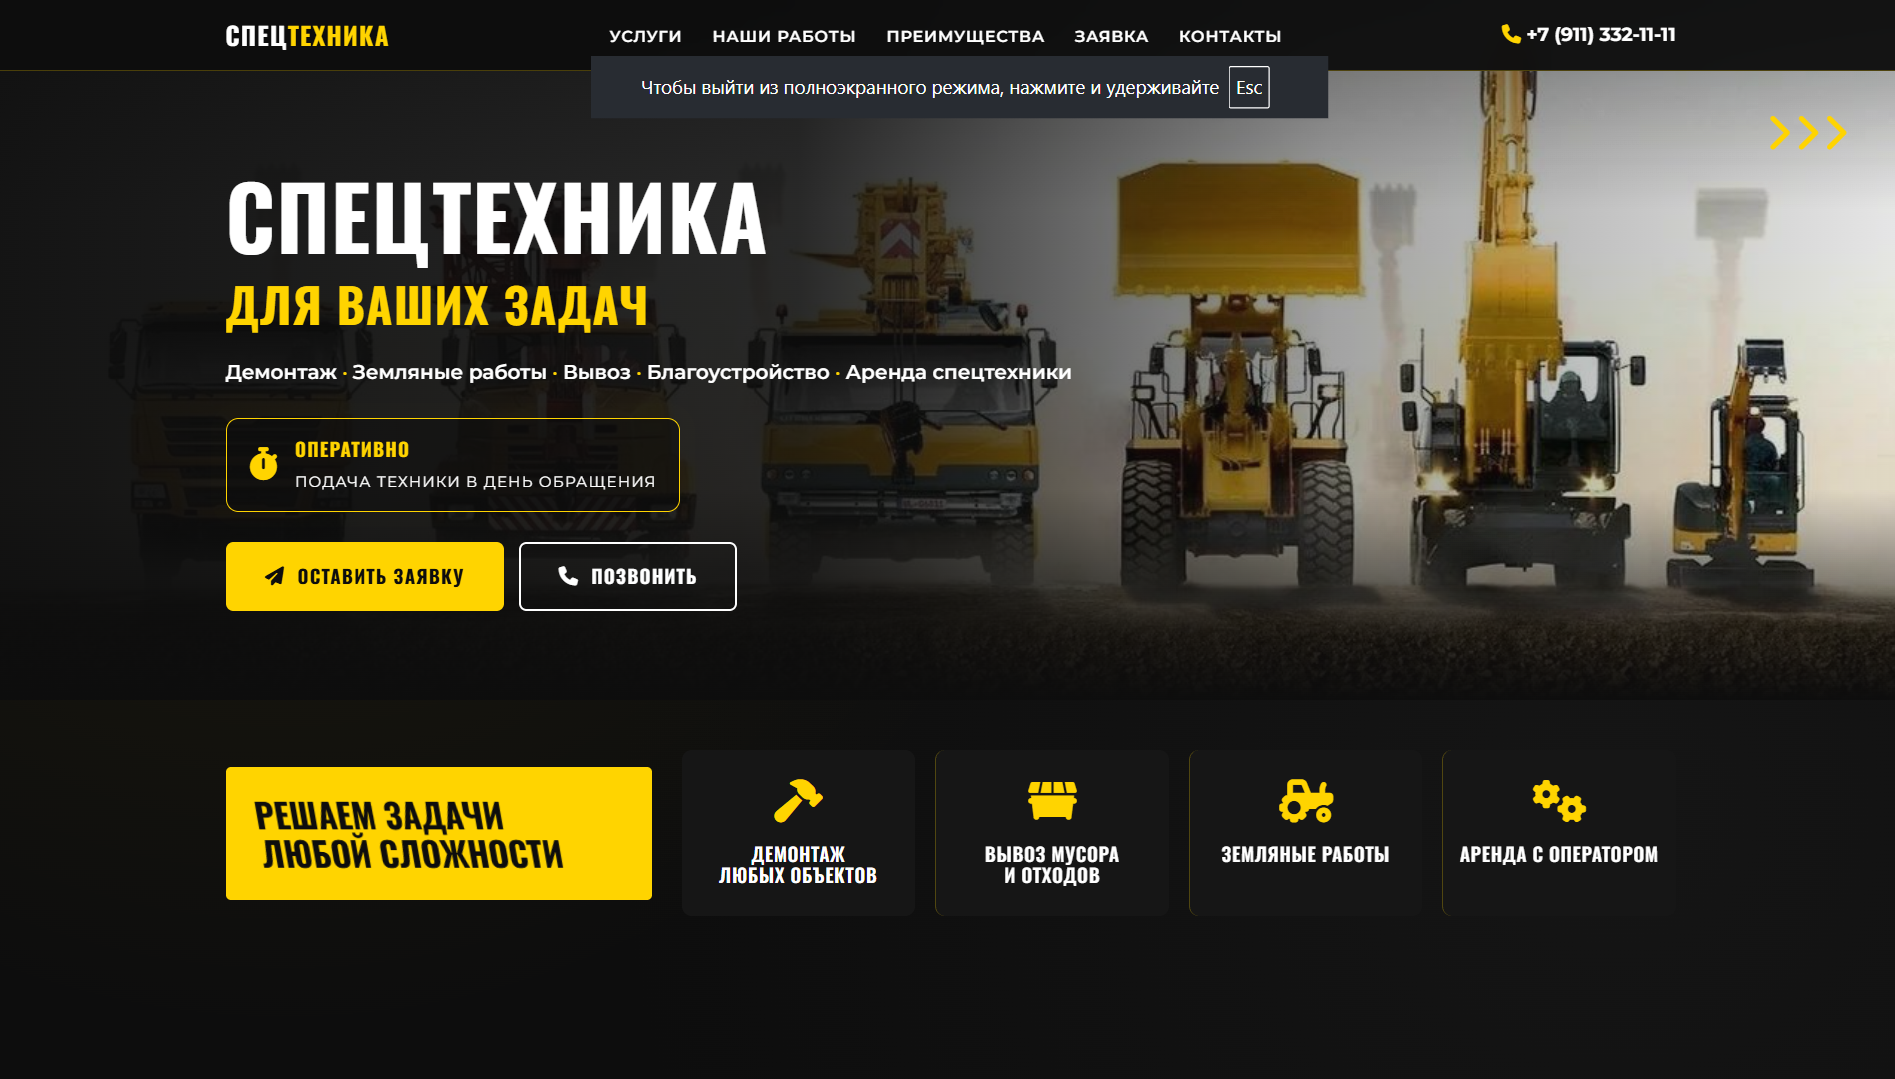 СПЕЦТЕХНИКА
УСЛУГИ НАШИ РАБОТЫ ПРЕИМУЩЕСТВА ЗАЯВКА КОНТАКТЫ
+7 (911) 332-11-11
Чтобы выйти из полноэкранного режима, нажмите и удерживайте Esc
СПЕЦТЕХНИКА
ДЛЯ ВАШИХ ЗАДАЧ
Демонтаж · Земляные работы · Вывоз · Благоустройство · Аренда спецтехники
ОПЕРАТИВНО
ПОДАЧА ТЕХНИКИ В ДЕНЬ ОБРАЩЕНИЯ
ОСТАВИТЬ ЗАЯВКУ
ПОЗВОНИТЬ
РЕШАЕМ ЗАДАЧИ
ЛЮБОЙ СЛОЖНОСТИ
ДЕМОНТАЖ
ЛЮБЫХ ОБЪЕКТОВ
ВЫВОЗ МУСОРА
И ОТХОДОВ
ЗЕМЛЯНЫЕ РАБОТЫ
АРЕНДА С ОПЕРАТОРОМ